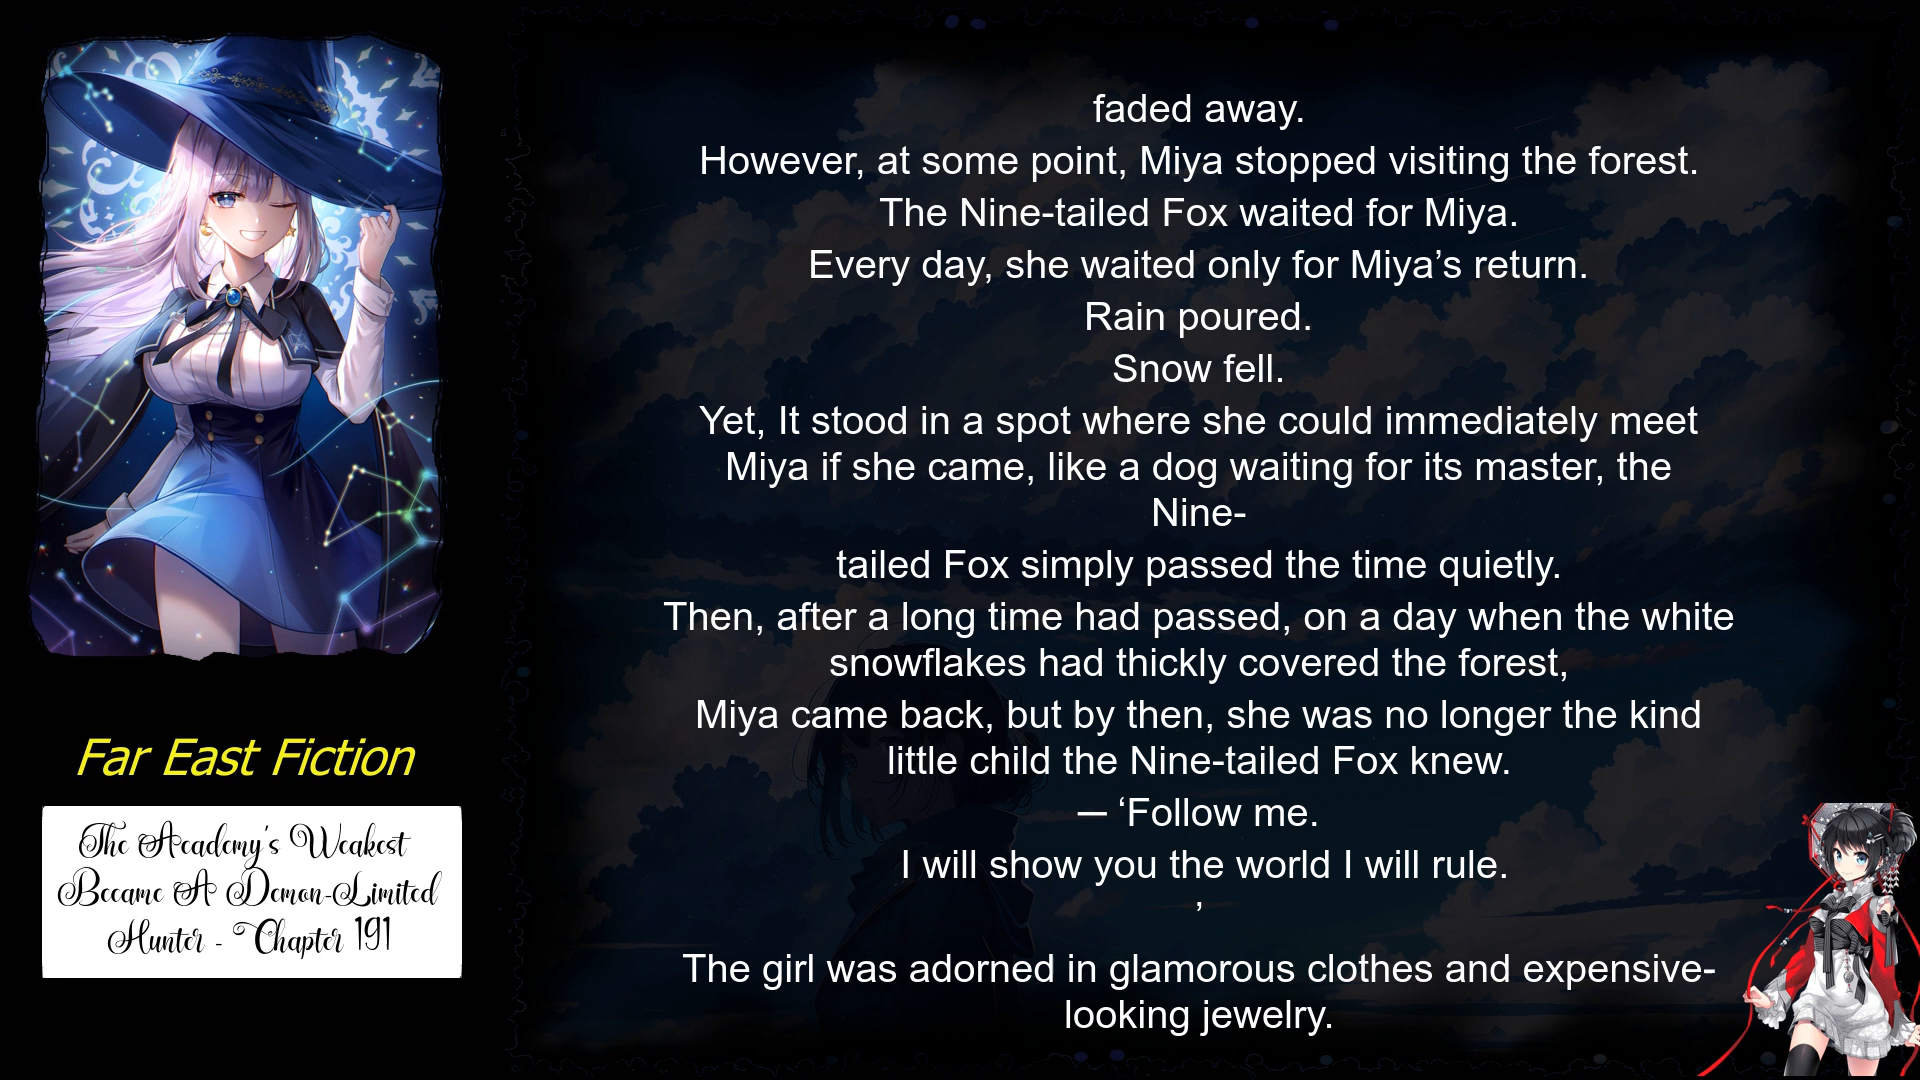 faded away.
However, at some point, Miya stopped visiting the forest.
The Nine-tailed Fox waited for Miya.
Every day, she waited only for Miya’s return.
Rain poured.
Snow fell.
Yet, It stood in a spot where she could immediately meet
Miya if she came, like a dog waiting for its master, the
Nine-
tailed Fox simply passed the time quietly.
Then, after a long time had passed, on a day when the white
snowflakes had thickly covered the forest,
Miya came back, but by then, she was no longer the kind
little child the Nine-tailed Fox knew.
─ ‘Follow me.
I will show you the world I will rule.
’
The girl was adorned in glamorous clothes and expensive-
looking jewelry.
Far East Fiction
The Academy's Weakest
Became A Demon-Limited
Hunter - Chapter 191